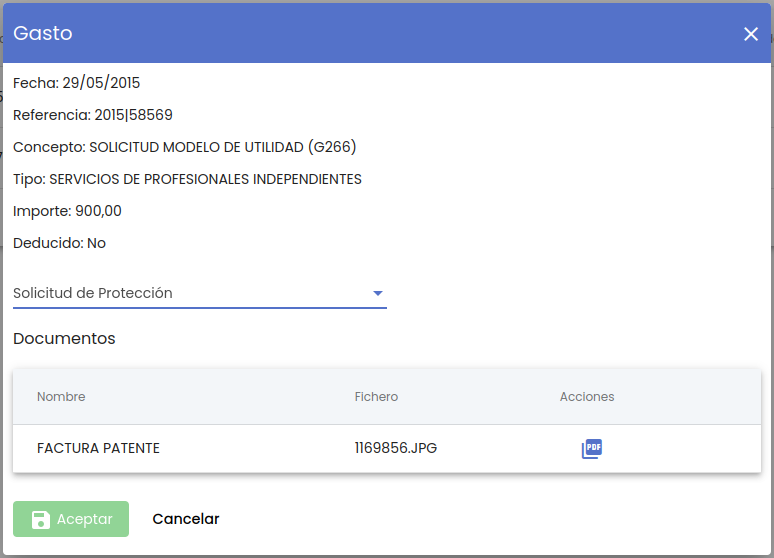 Gasto
Fecha: 29/05/2015
Referencia: 2015|58569
Concepto: SOLICITUD MODELO DE UTILIDAD (G266)
Tipo: SERVICIOS DE PROFESIONALES INDEPENDIENTES
Importe: 900,00
Deducido: No
Solicitud de Protección
Documentos
Nombre Fichero Acciones
FACTURA PATENTE 1169856.JPG PDF
Aceptar Cancelar